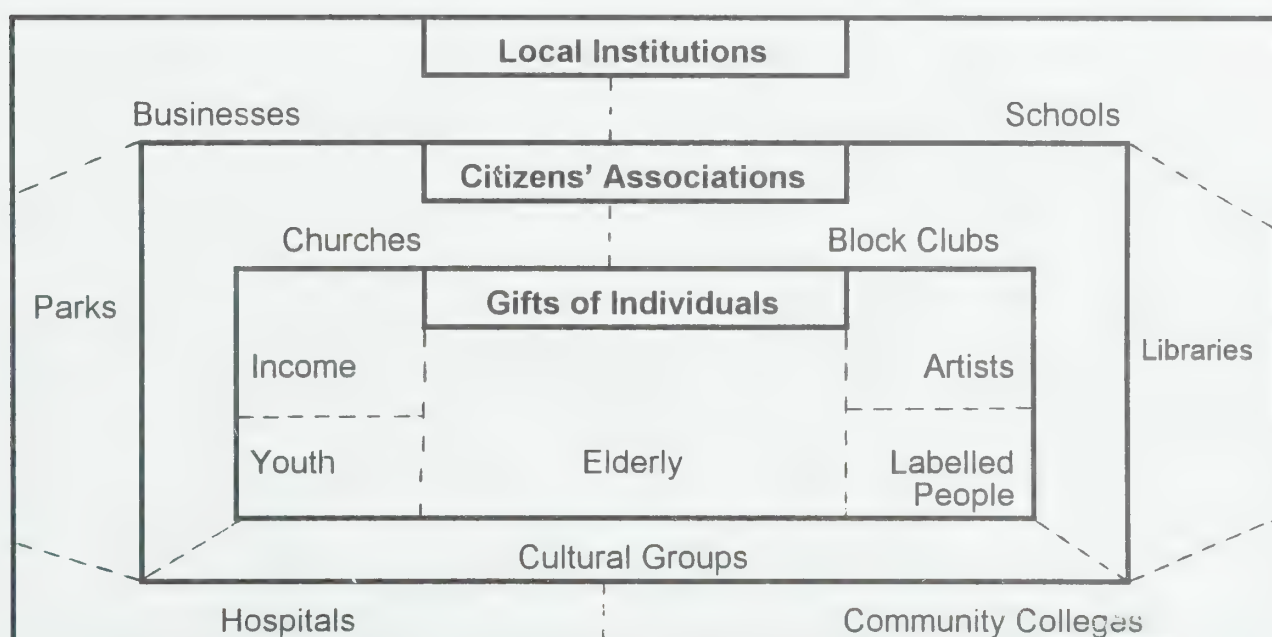 Local Institutions
Businesses
Schools
Citizens’ Associations
Churches
Block Clubs
Parks
Gifts of Individuals
Libraries
Income
Artists
Youth
Elderly
Labelled
People
Cultural Groups
Hospitals
Community Colleges